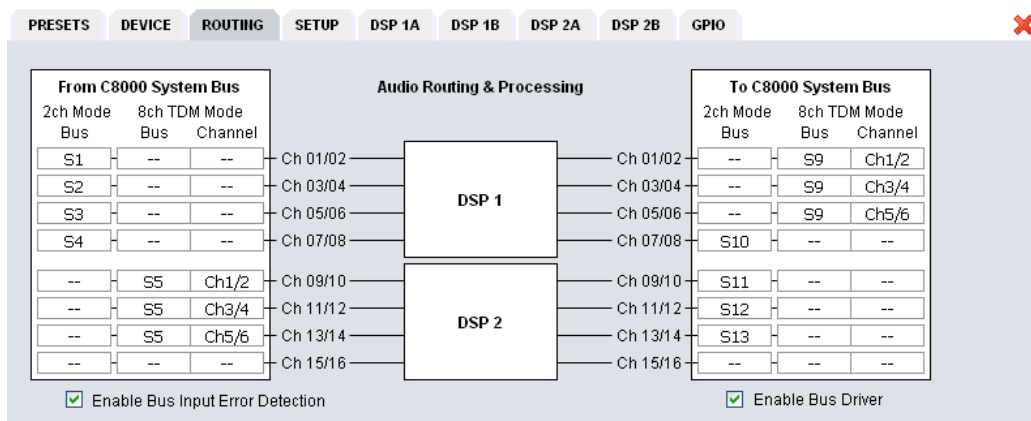 PRESETS DEVICE ROUTING SETUP DSP 1A DSP 1B DSP 2A DSP 2B GPIO
From C8000 System Bus Audio Routing & Processing To C8000 System Bus
2ch Mode 8ch TDM Mode 2ch Mode 8ch TDM Mode
Bus Bus Channel Bus Bus Channel
S1 -- -- Ch 01/02 Ch 01/02 -- S9 Ch1/2
S2 -- -- Ch 03/04 Ch 03/04 -- S9 Ch3/4
DSP 1
S3 -- -- Ch 05/06 Ch 05/06 -- S9 Ch5/6
S4 -- -- Ch 07/08 Ch 07/08 S10 -- --
-- S5 Ch1/2 Ch 09/10 Ch 09/10 S11 -- --
-- S5 Ch3/4 Ch 11/12 Ch 11/12 S12 -- --
DSP 2
-- S5 Ch5/6 Ch 13/14 Ch 13/14 S13 -- --
-- -- -- Ch 15/16 Ch 15/16 -- -- --
Enable Bus Input Error Detection Enable Bus Driver